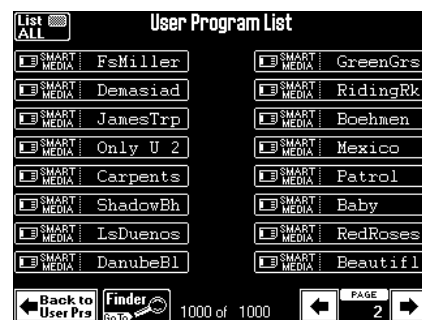 List ALL User Program List
SMART MEDIA FsMiller SMART MEDIA GreenGrs
SMART MEDIA Demasiad SMART MEDIA RidingRk
SMART MEDIA JamesTrp SMART MEDIA Boehmen
SMART MEDIA Only U 2 SMART MEDIA Mexico
SMART MEDIA Carpents SMART MEDIA Patrol
SMART MEDIA ShadowBh SMART MEDIA Baby
SMART MEDIA LsDuenos SMART MEDIA RedRoses
SMART MEDIA DanubeBl SMART MEDIA Beautifl
Back to User Prg Finder Go To 1000 of 1000 PAGE 2